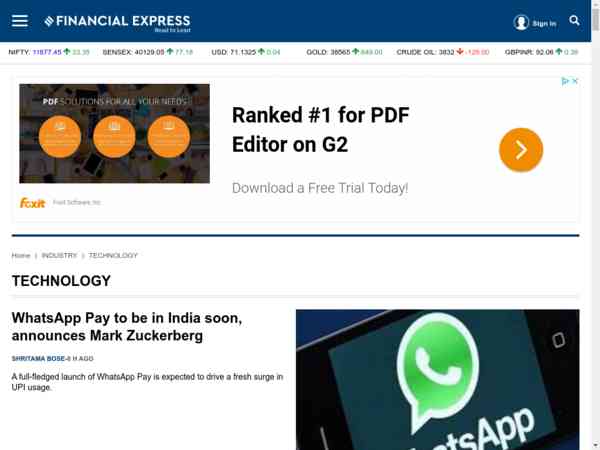 FINANCIAL EXPRESS
Read to Lead
Sign In
NIFTY: 11877.45 33.35 SENSEX: 40129.05 77.18 USD: 71.1325 0.04 GOLD: 38565 649.00 CRUDE OIL: 3832 -126.00 GBPINR: 92.06 0.39
PDF SOLUTIONS FOR ALL YOUR NEEDS
Ranked #1 for PDF
Editor on G2
Download a Free Trial Today!
foxit
Foxit Software Inc.
Home | INDUSTRY | TECHNOLOGY
TECHNOLOGY
WhatsApp Pay to be in India soon,
announces Mark Zuckerberg
SHRITAMA BOSE-8 H AGO
A full-fledged launch of WhatsApp Pay is expected to drive a fresh surge in
UPI usage.
WhatsApp